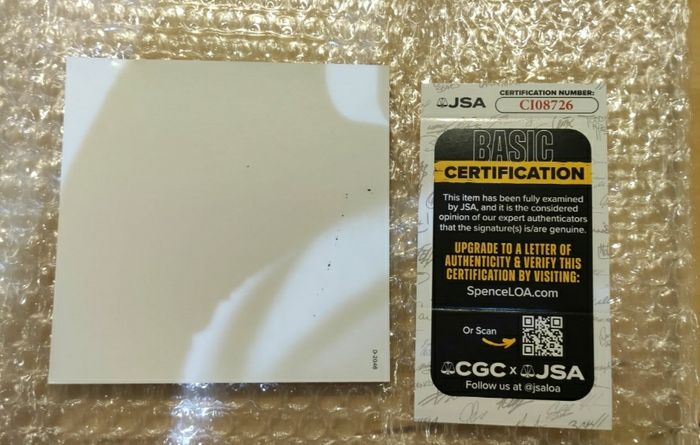 D-2048
JSA
CERTIFICATION NUMBER:
CI08726
BASIC
CERTIFICATION
This item has been fully examined
by JSA, and it is the considered
opinion of our expert authenticators
that the signature(s) is/are genuine.
UPGRADE TO A LETTER OF
AUTHENTICITY & VERIFY THIS
CERTIFICATION BY VISITING:
SpenceLOA.com
Or Scan
CGC x JSA
Follow us at @jsaloa